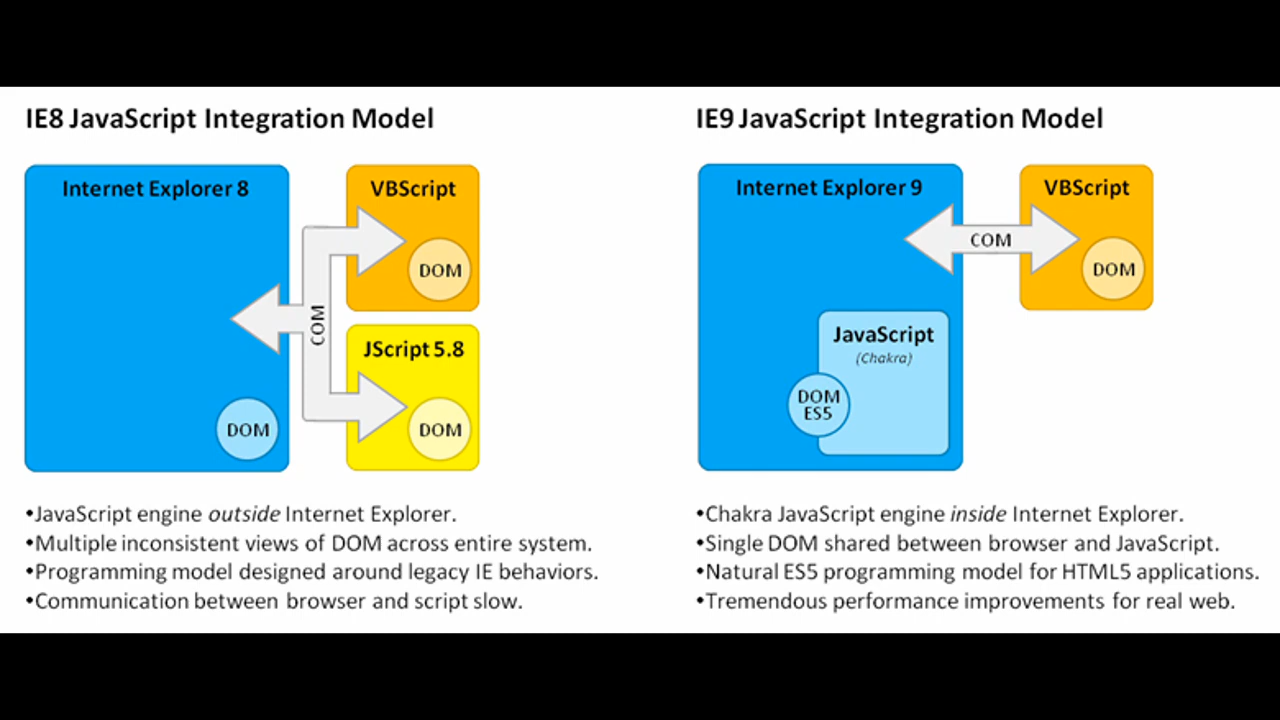 IE8 JavaScript Integration Model
Internet Explorer 8
VBScript
DOM
COM
JScript 5.8
DOM
DOM
•JavaScript engine outside Internet Explorer.
•Multiple inconsistent views of DOM across entire system.
•Programming model designed around legacy IE behaviors.
•Communication between browser and script slow.
IE9 JavaScript Integration Model
Internet Explorer 9
VBScript
COM
DOM
JavaScript
(Chakra)
DOM
ES5
•Chakra JavaScript engine inside Internet Explorer.
•Single DOM shared between browser and JavaScript.
•Natural ES5 programming model for HTML5 applications.
•Tremendous performance improvements for real web.